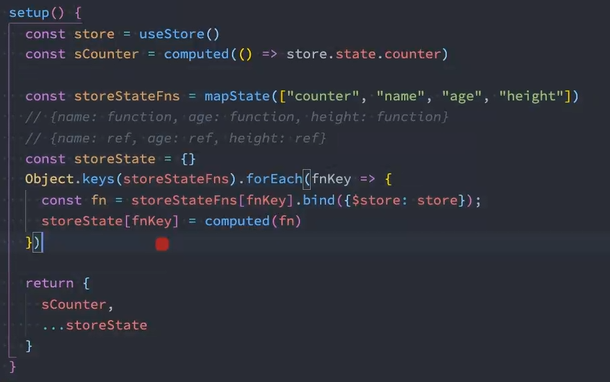 setup() {
const store = useStore()
const sCounter = computed(() => store.state.counter)
const storeStateFns = mapState(["counter", "name", "age", "height"])
// {name: function, age: function, height: function}
// {name: ref, age: ref, height: ref}
const storeState = {}
Object.keys(storeStateFns).forEach(fnKey => {
const fn = storeStateFns[fnKey].bind({$store: store});
storeState[fnKey] = computed(fn)
})
return {
sCounter,
...storeState
}
}